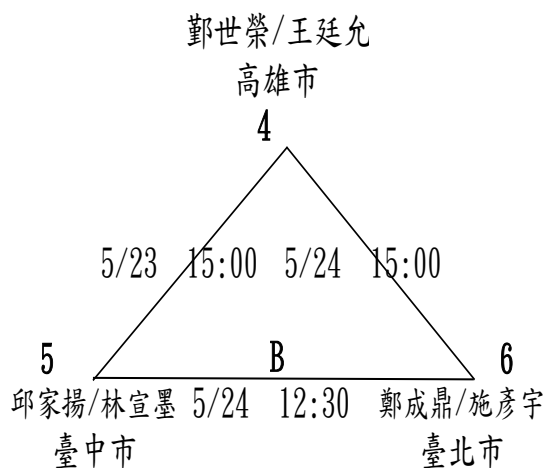 鄞世榮/王廷允
高雄市
4
5/23 15:00 5/24 15:00
5 B 6
邱家揚/林宣墨 5/24 12:30 鄭成鼎/施彥宇
臺中市 臺北市